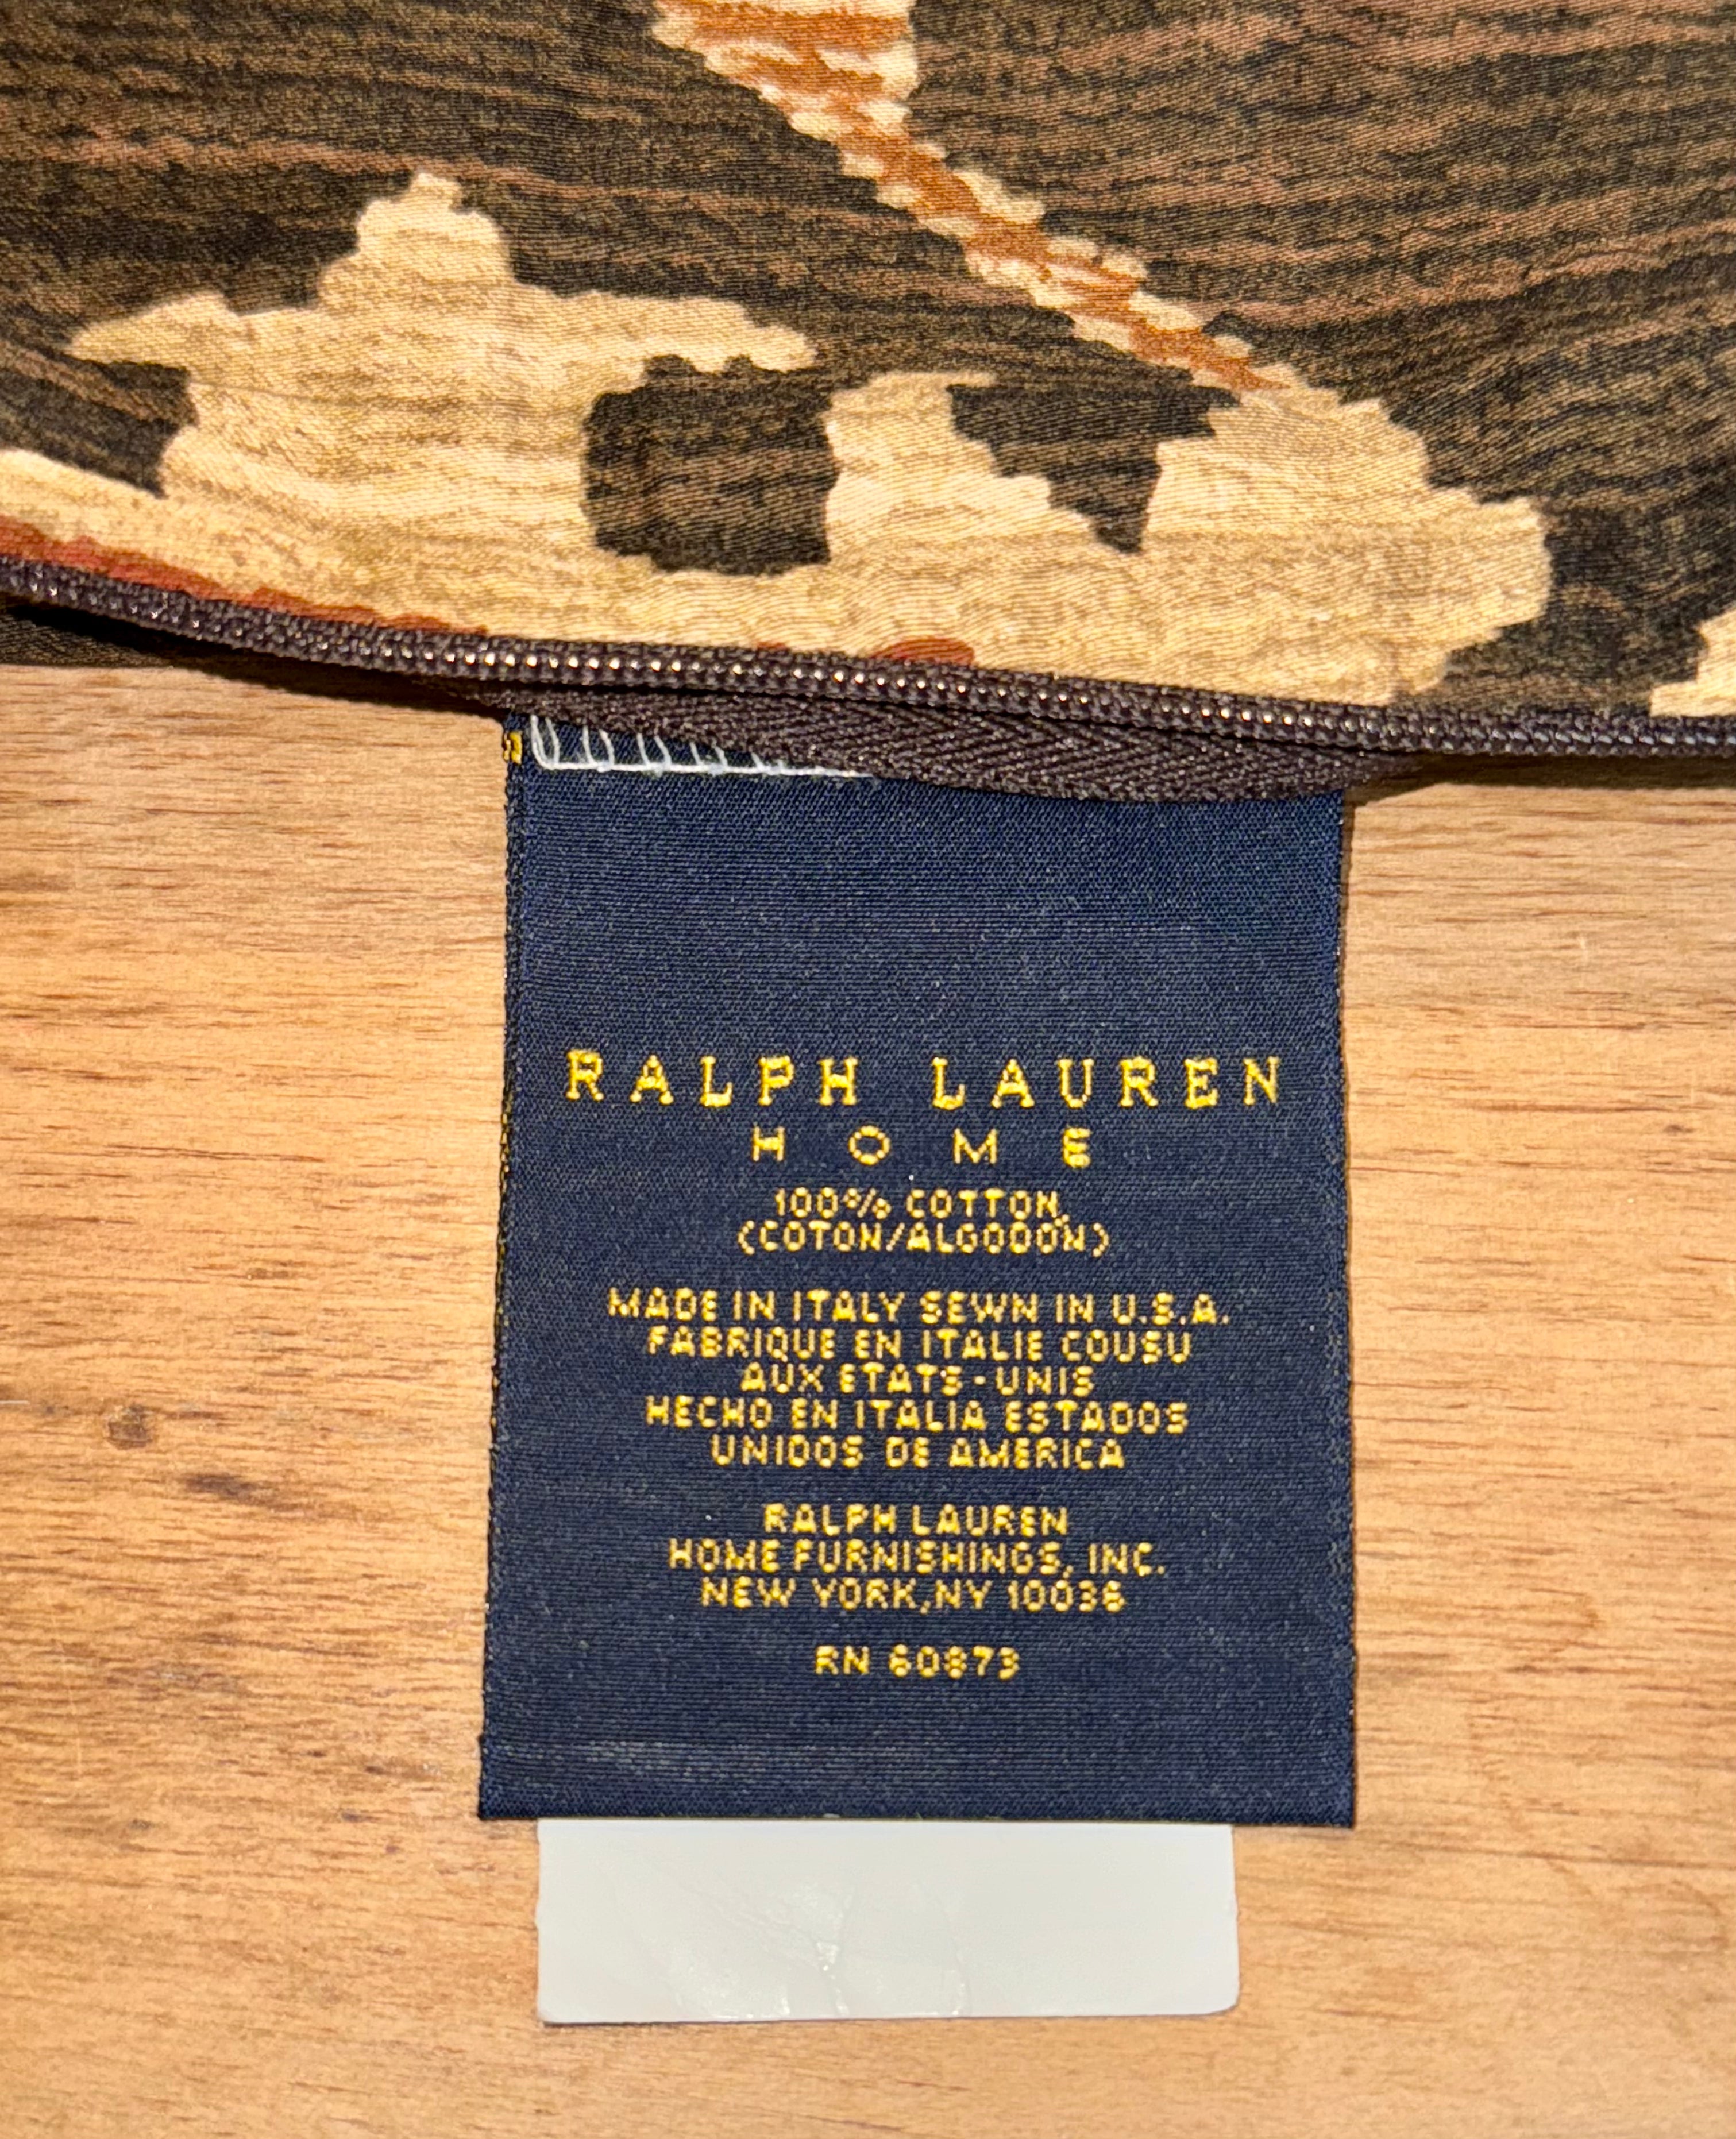 RALPH LAUREN
HOME
100% COTTON
(COTON/ALGODON)
MADE IN ITALY SEWN IN U.S.A.
FABRIQUE EN ITALIE COUSU
AUX ETATS-UNIS
HECHO EN ITALIA ESTADOS
UNIDOS DE AMERICA
RALPH LAUREN
HOME FURNISHINGS, INC.
NEW YORK,NY 10036
RN 60873